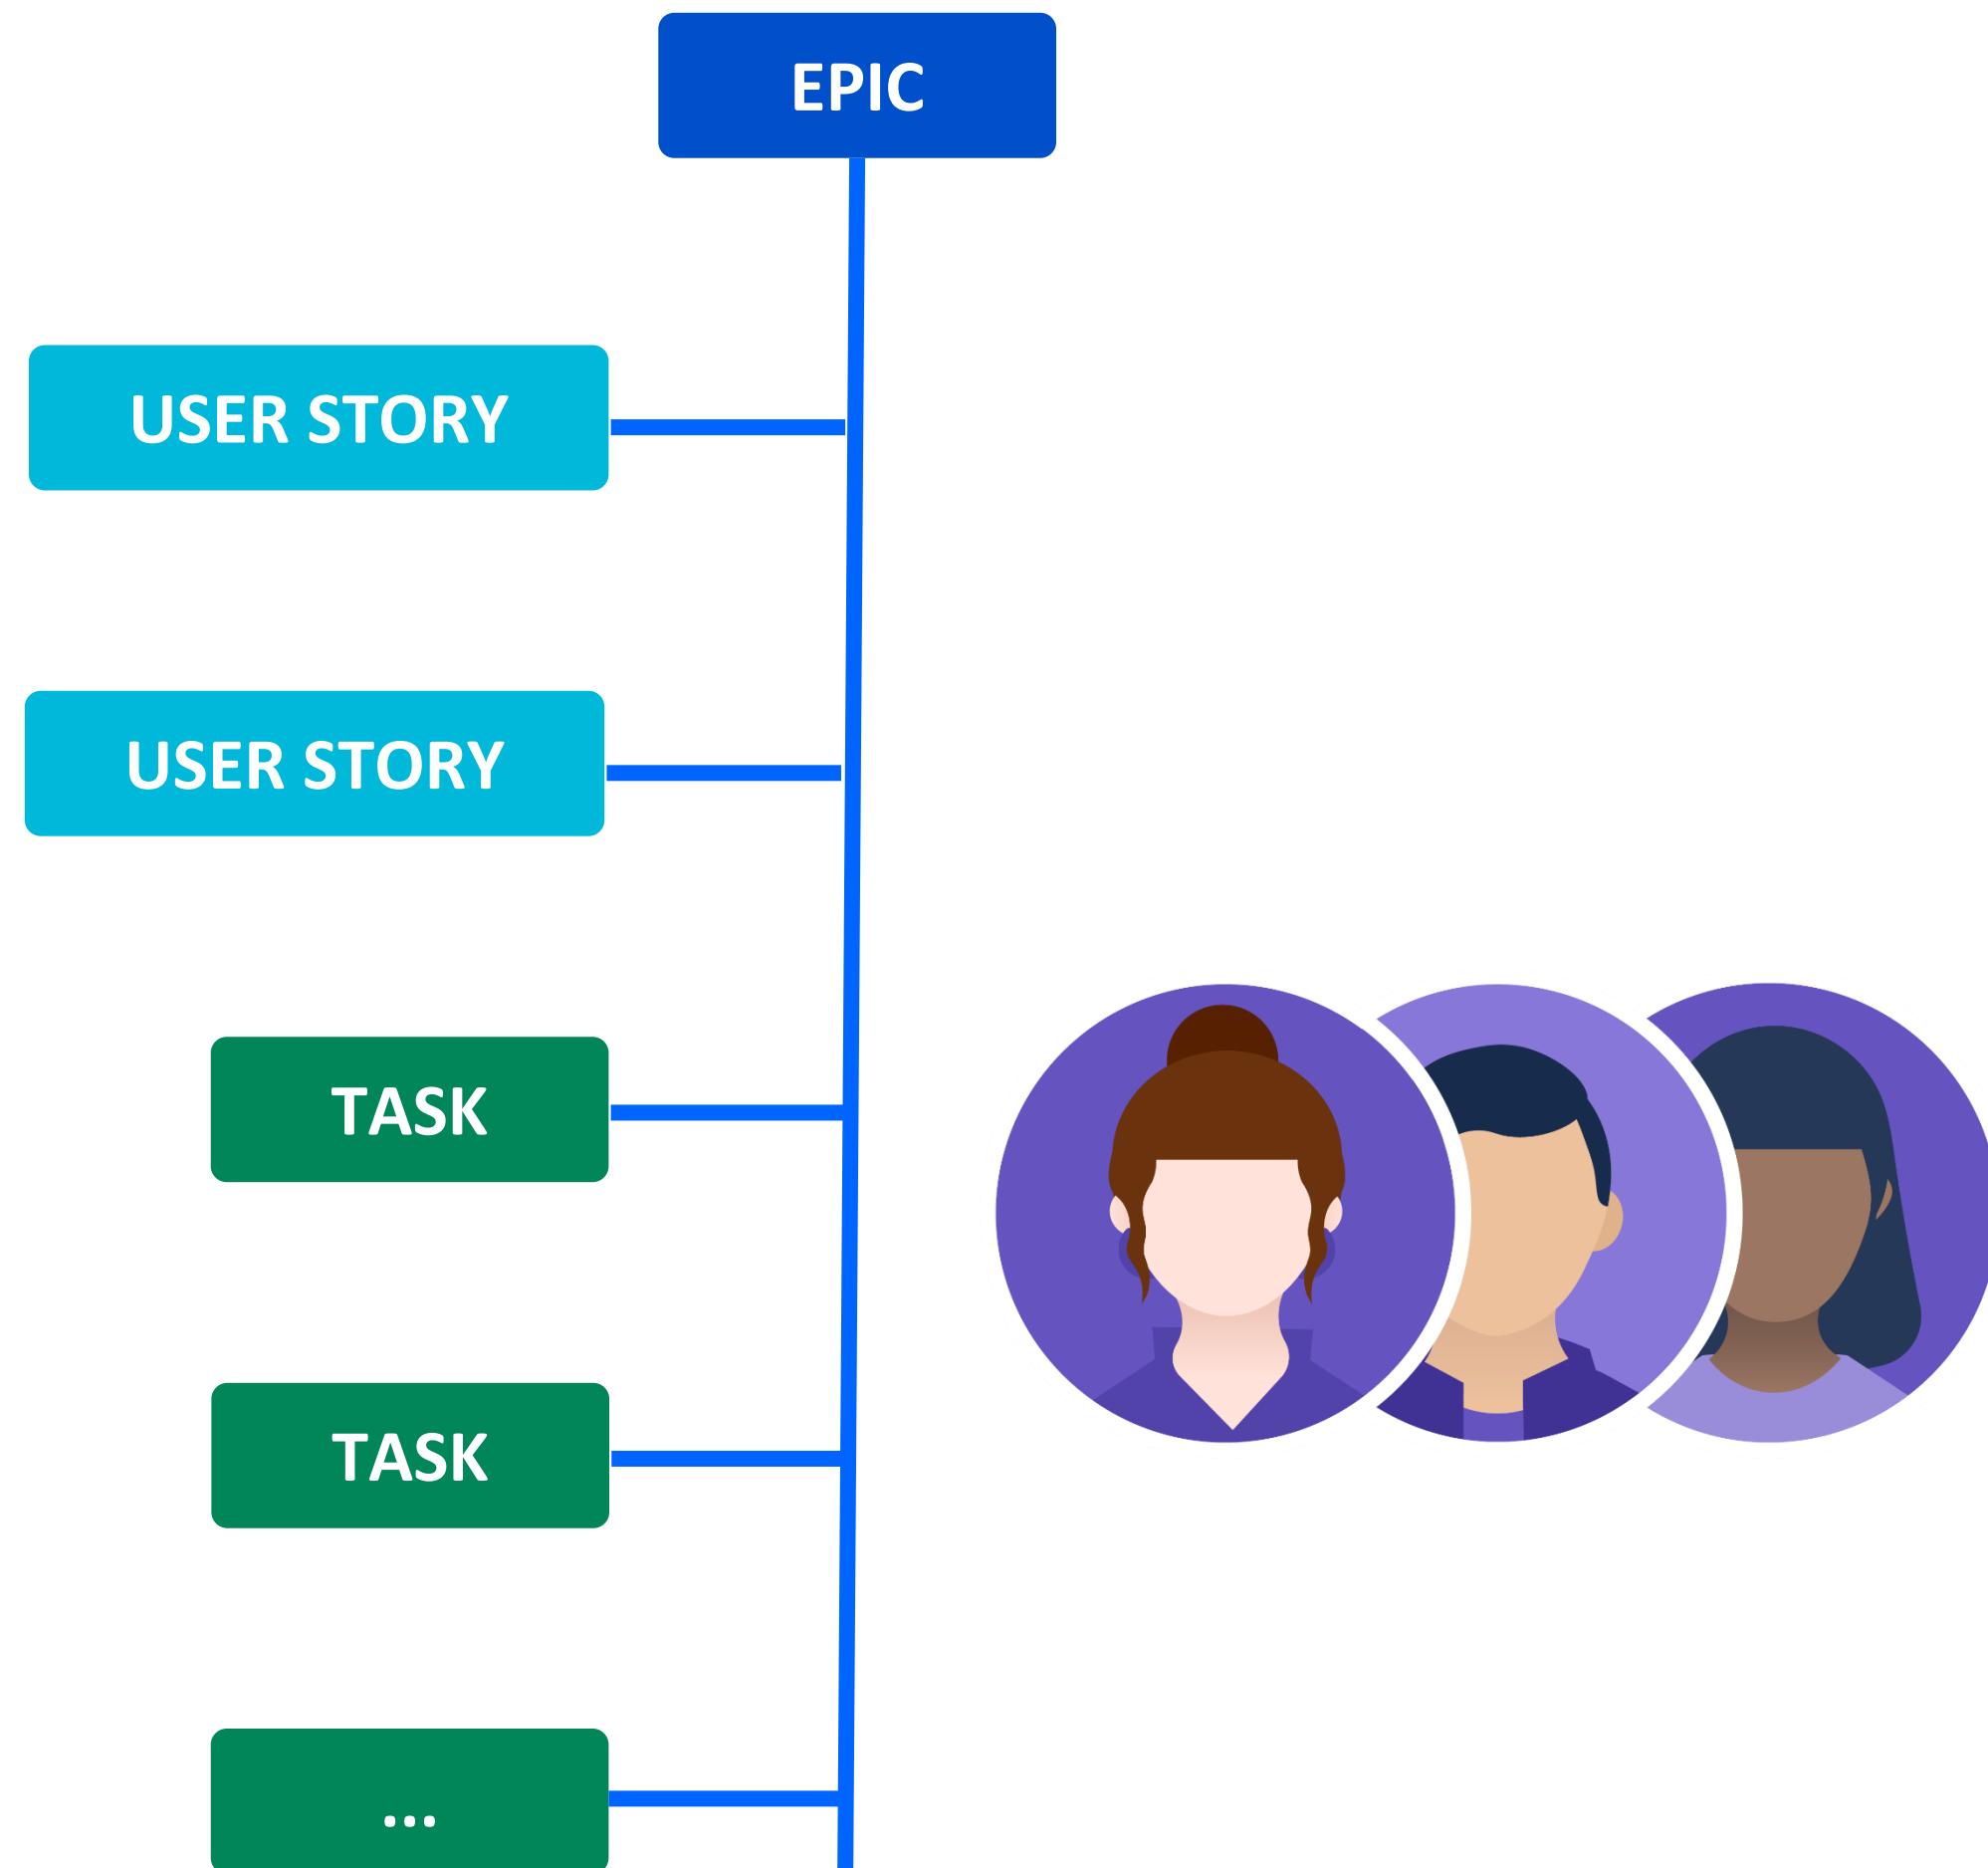 EPIC
USER STORY
USER STORY
TASK
TASK
...